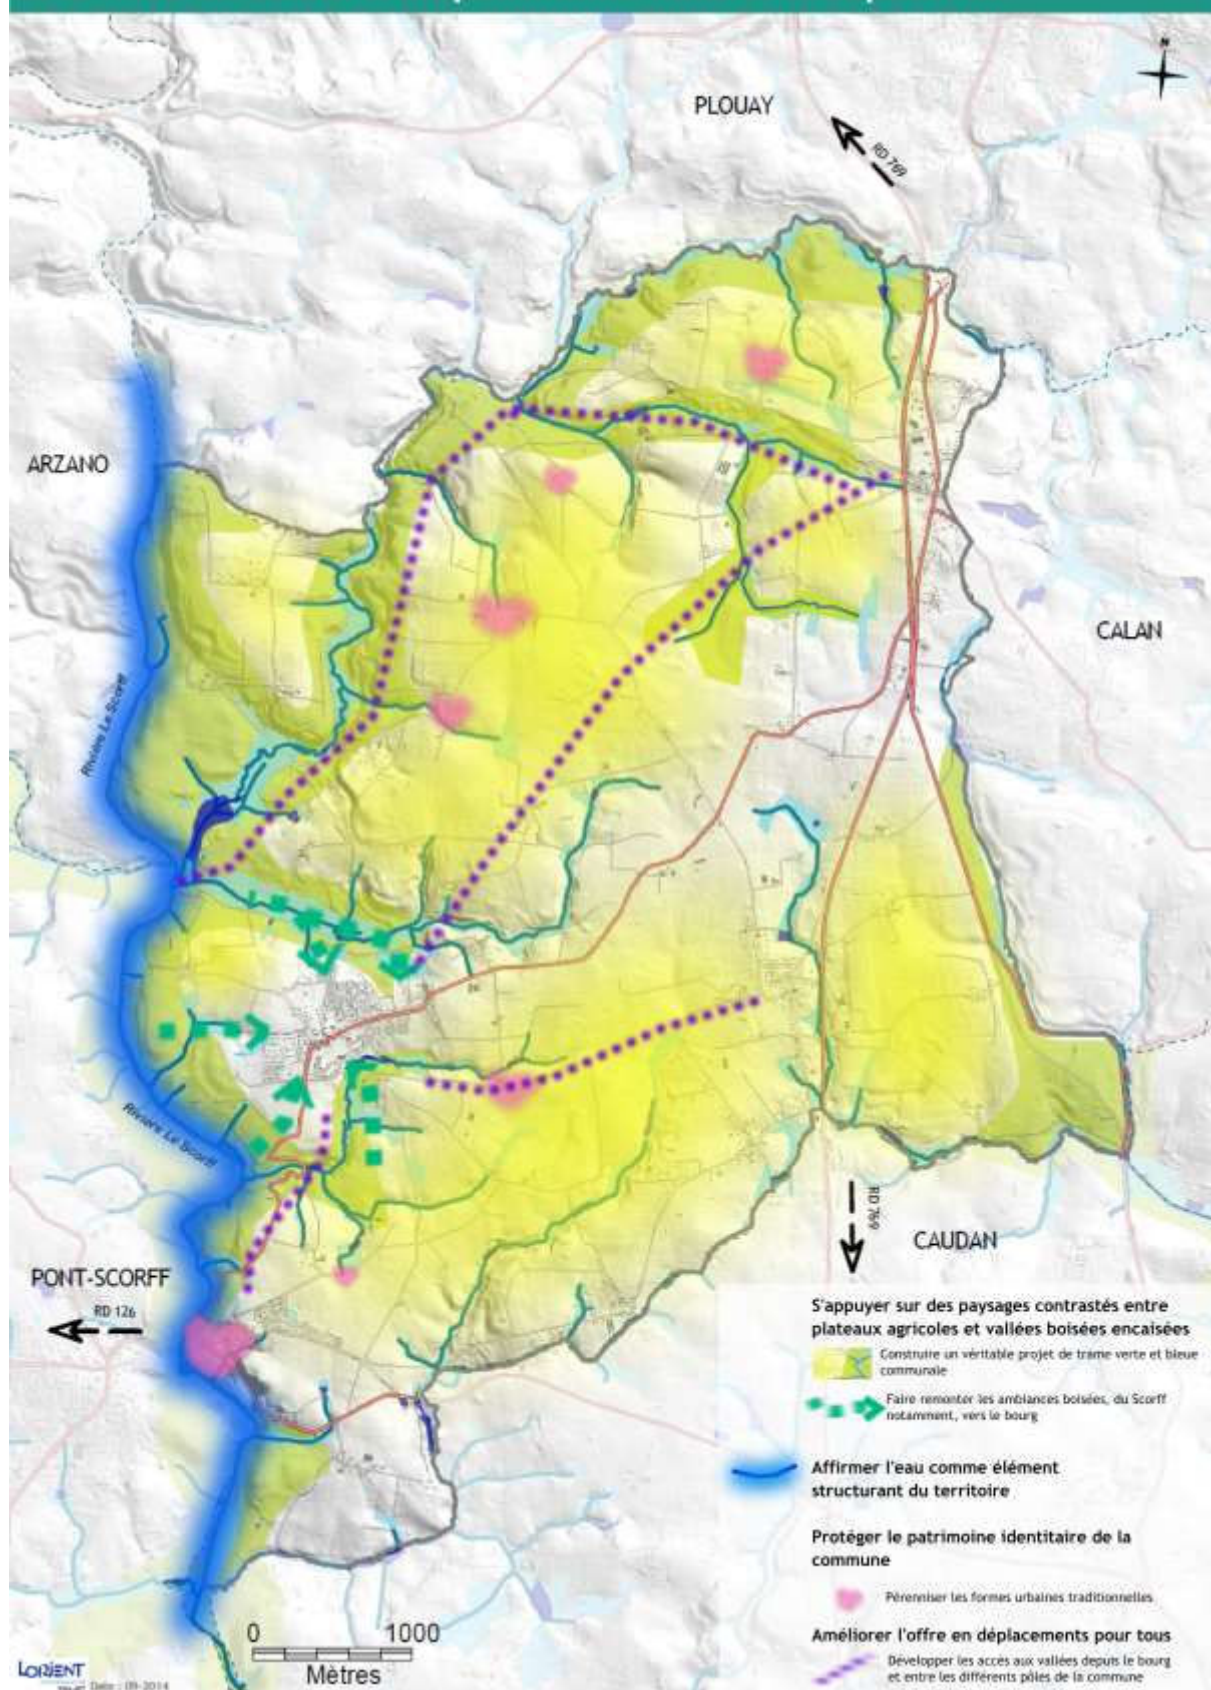 N
PLOUAY
RD 769
ARZANO
CALAN
Rivière Le Scorff
Rivière Le Scorff
RD 769
CAUDAN
PONT-SCORFF
RD 126
S'appuyer sur des paysages contrastés entre
plateaux agricoles et vallées boisées encaisées
Construire un véritable projet de trame verte et bleue
communale
Faire remonter les ambiances boisées, du Scorff
notamment, vers le bourg
Affirmer l'eau comme élément
structurant du territoire
Protéger le patrimoine identitaire de la
commune
Pérenniser les formes urbaines traditionnelles
Améliorer l'offre en déplacements pour tous
Développer les accès aux vallées depuis le bourg
et entre les différents pôles de la commune
0 1000
Mètres
LORIENT
Date : 09-2014